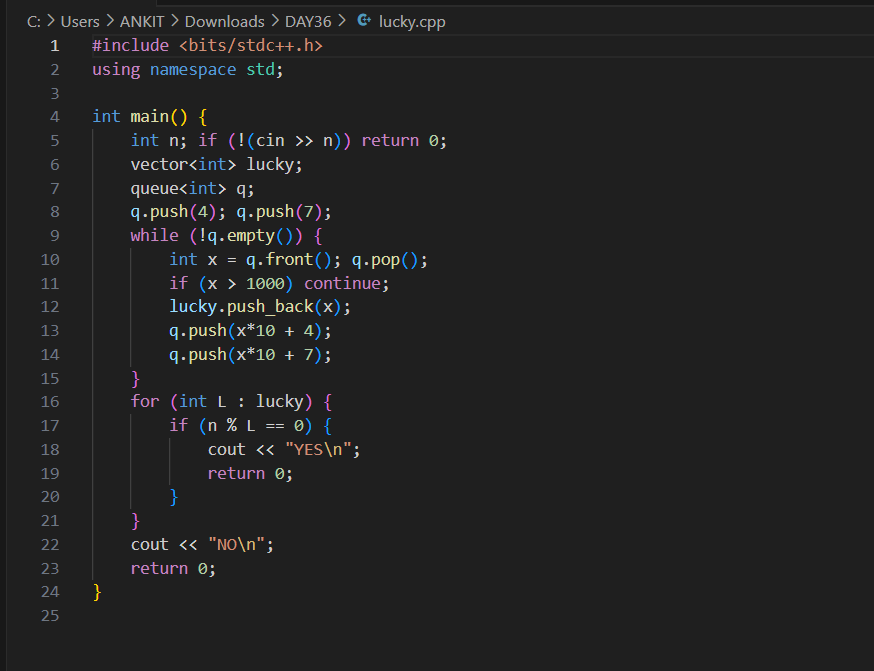 C: > Users > ANKIT > Downloads > DAY36 > lucky.cpp
1 #include <bits/stdc++.h>
2 using namespace std;
3
4 int main() {
5     int n; if (!(cin >> n)) return 0;
6     vector<int> lucky;
7     queue<int> q;
8     q.push(4); q.push(7);
9     while (!q.empty()) {
10         int x = q.front(); q.pop();
11         if (x > 1000) continue;
12         lucky.push_back(x);
13         q.push(x*10 + 4);
14         q.push(x*10 + 7);
15     }
16     for (int L : lucky) {
17         if (n % L == 0) {
18             cout << "YES\n";
19             return 0;
20         }
21     }
22     cout << "NO\n";
23     return 0;
24 }
25